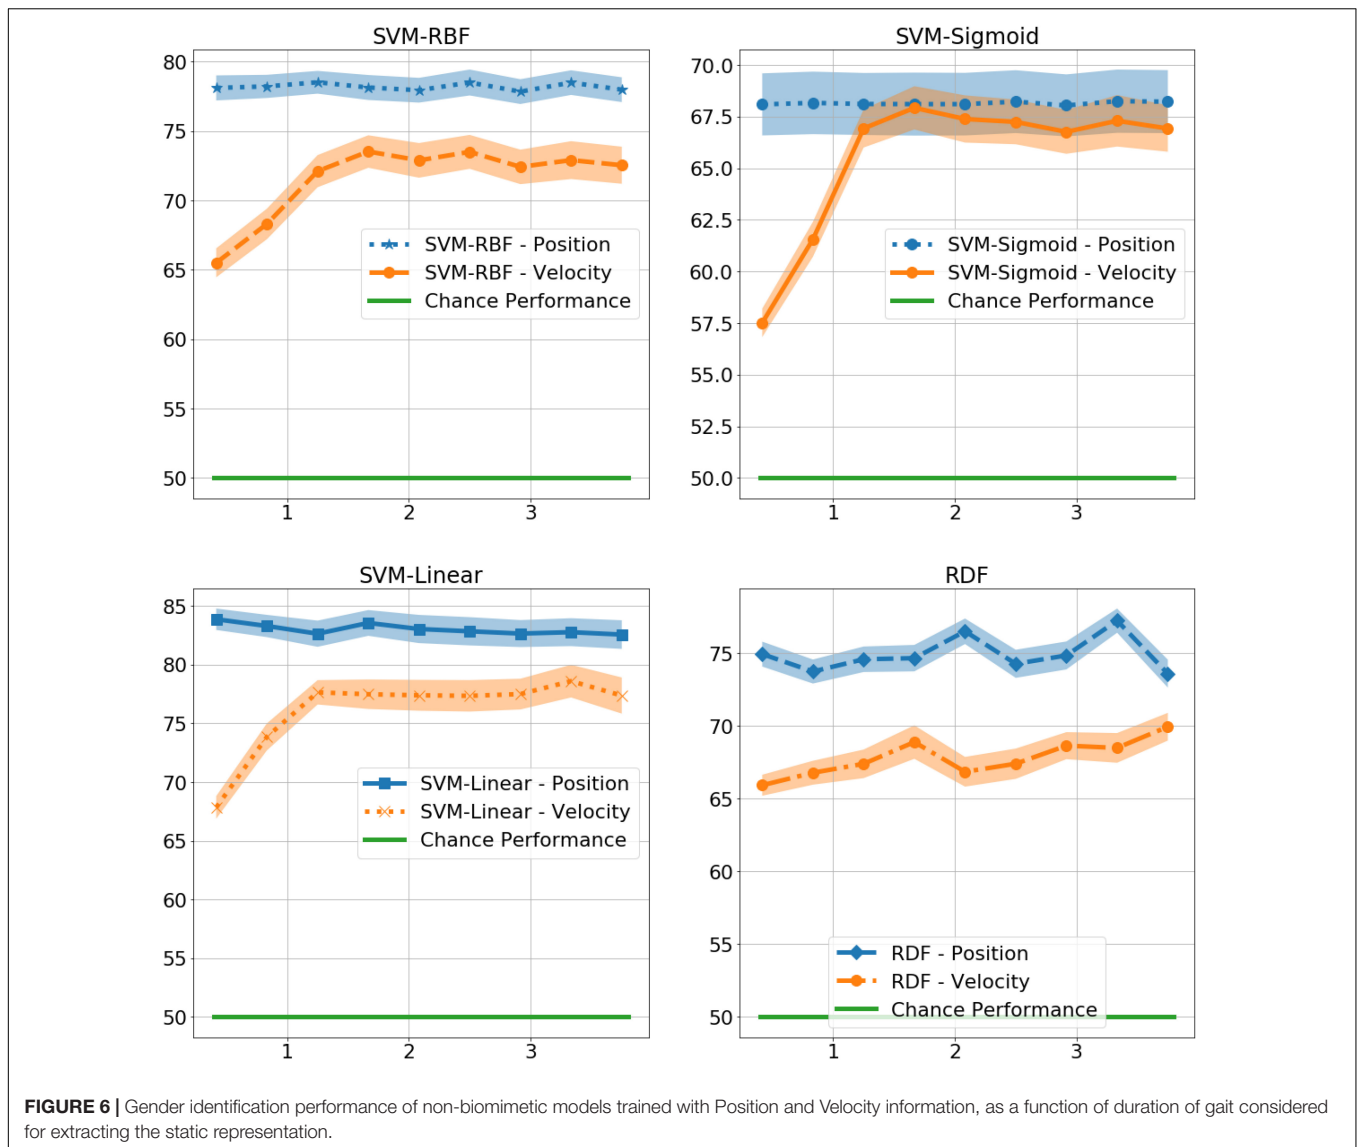 SVM-RBF
80
75
70
65
60
55
50
1 2 3
SVM-RBF - Position
SVM-RBF - Velocity
Chance Performance
SVM-Sigmoid
70.0
67.5
65.0
62.5
60.0
57.5
55.0
52.5
50.0
1 2 3
SVM-Sigmoid - Position
SVM-Sigmoid - Velocity
Chance Performance
SVM-Linear
85
80
75
70
65
60
55
50
1 2 3
SVM-Linear - Position
SVM-Linear - Velocity
Chance Performance
RDF
75
70
65
60
55
50
1 2 3
RDF - Position
RDF - Velocity
Chance Performance
FIGURE 6 | Gender identification performance of non-biomimetic models trained with Position and Velocity information, as a function of duration of gait considered
for extracting the static representation.